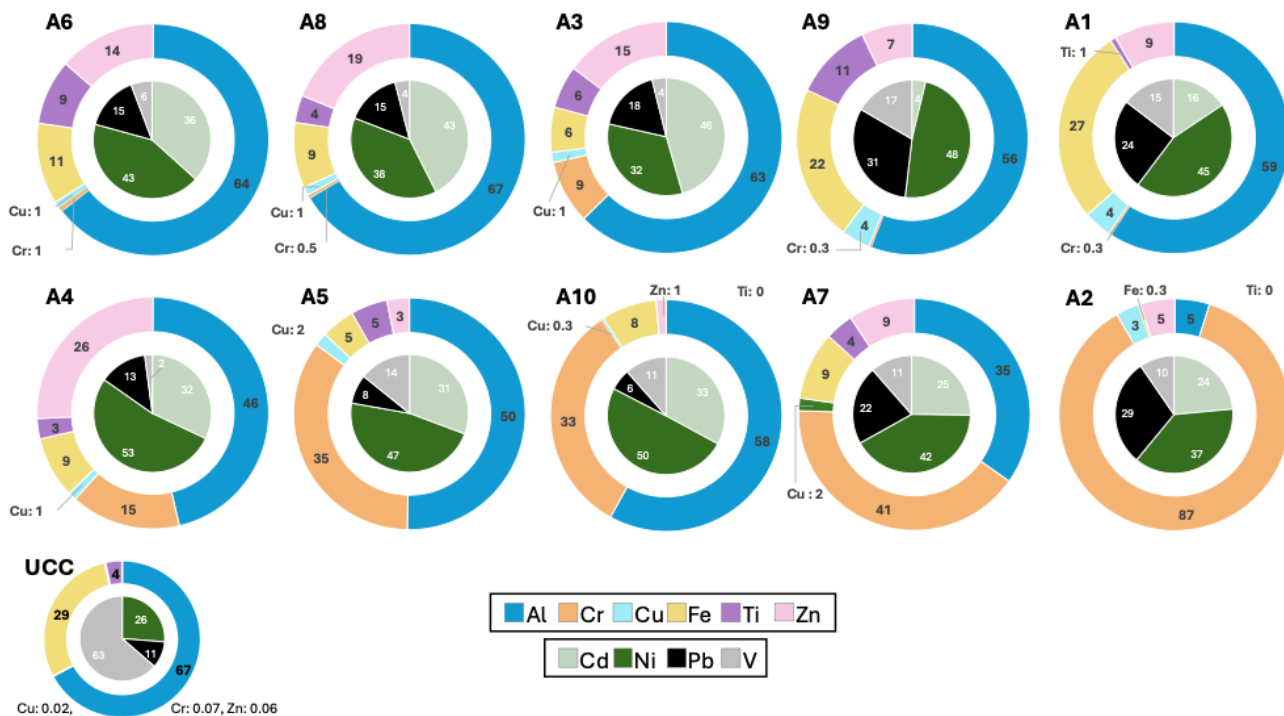 A6
14
9
11
64
15
6
36
43
Cu: 1
Cr: 1
A8
19
4
9
67
15
4
43
38
Cu: 1
Cr: 0.5
A3
15
6
6
9
63
18
4
46
32
Cu: 1
A9
7
11
22
4
56
17
4
31
48
Cr: 0.3
A1
Ti: 1
9
27
4
59
15
16
24
45
Cr: 0.3
A4
26
3
9
15
46
13
2
32
53
Cu: 1
A5
Cu: 2
5
5
3
35
50
14
31
8
47
A10
Zn: 1
Ti: 0
Cu: 0.3
8
33
58
11
33
6
50
A7
9
4
9
35
41
11
25
22
42
Cu : 2
A2
Fe: 0.3
Ti: 0
3
5
5
87
10
24
29
37
UCC
4
29
67
26
11
63
Cu: 0.02,
Cr: 0.07, Zn: 0.06
Al Cr Cu Fe Ti Zn
Cd Ni Pb V